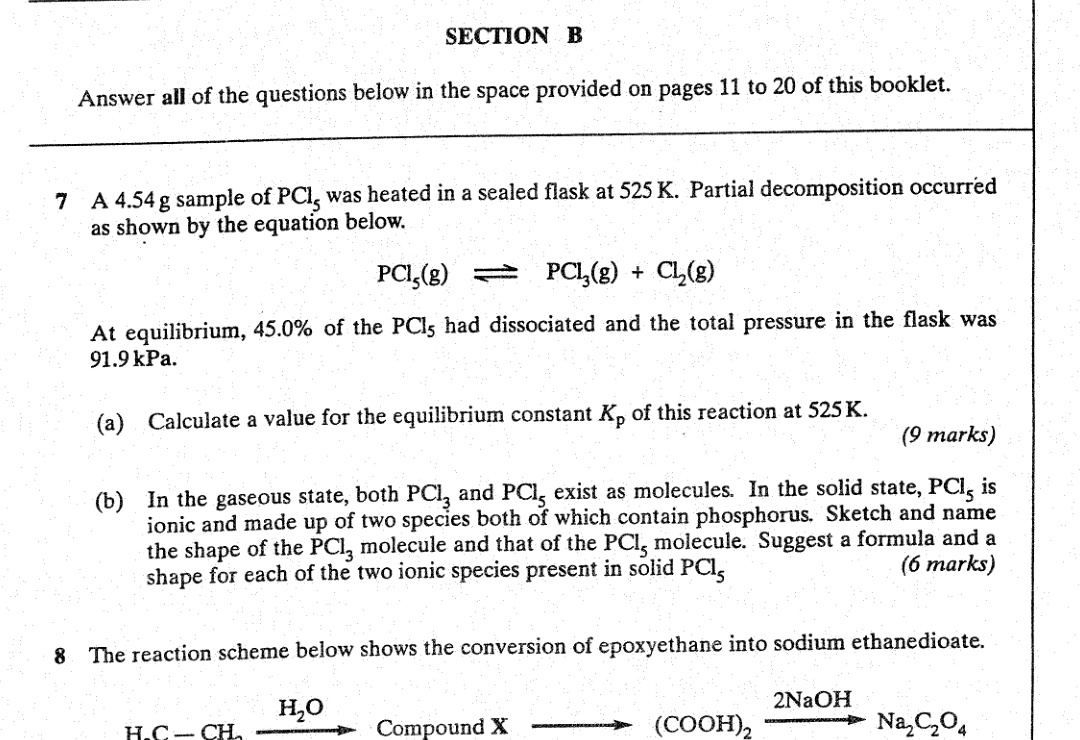 SECTION B
Answer all of the questions below in the space provided on pages 11 to 20 of this booklet.
7 A 4.54 g sample of PCl₅ was heated in a sealed flask at 525 K. Partial decomposition occurred
as shown by the equation below.
PCl₅(g) ⇌ PCl₃(g) + Cl₂(g)
At equilibrium, 45.0% of the PCl₅ had dissociated and the total pressure in the flask was
91.9 kPa.
(a) Calculate a value for the equilibrium constant Kₚ of this reaction at 525 K.
(9 marks)
(b) In the gaseous state, both PCl₃ and PCl₅ exist as molecules. In the solid state, PCl₅ is
ionic and made up of two species both of which contain phosphorus. Sketch and name
the shape of the PCl₃ molecule and that of the PCl₅ molecule. Suggest a formula and a
shape for each of the two ionic species present in solid PCl₅ (6 marks)
8 The reaction scheme below shows the conversion of epoxyethane into sodium ethanedioate.
H₂O 2NaOH
H₂C — CH₂ → Compound X → (COOH)₂ → Na₂C₂O₄